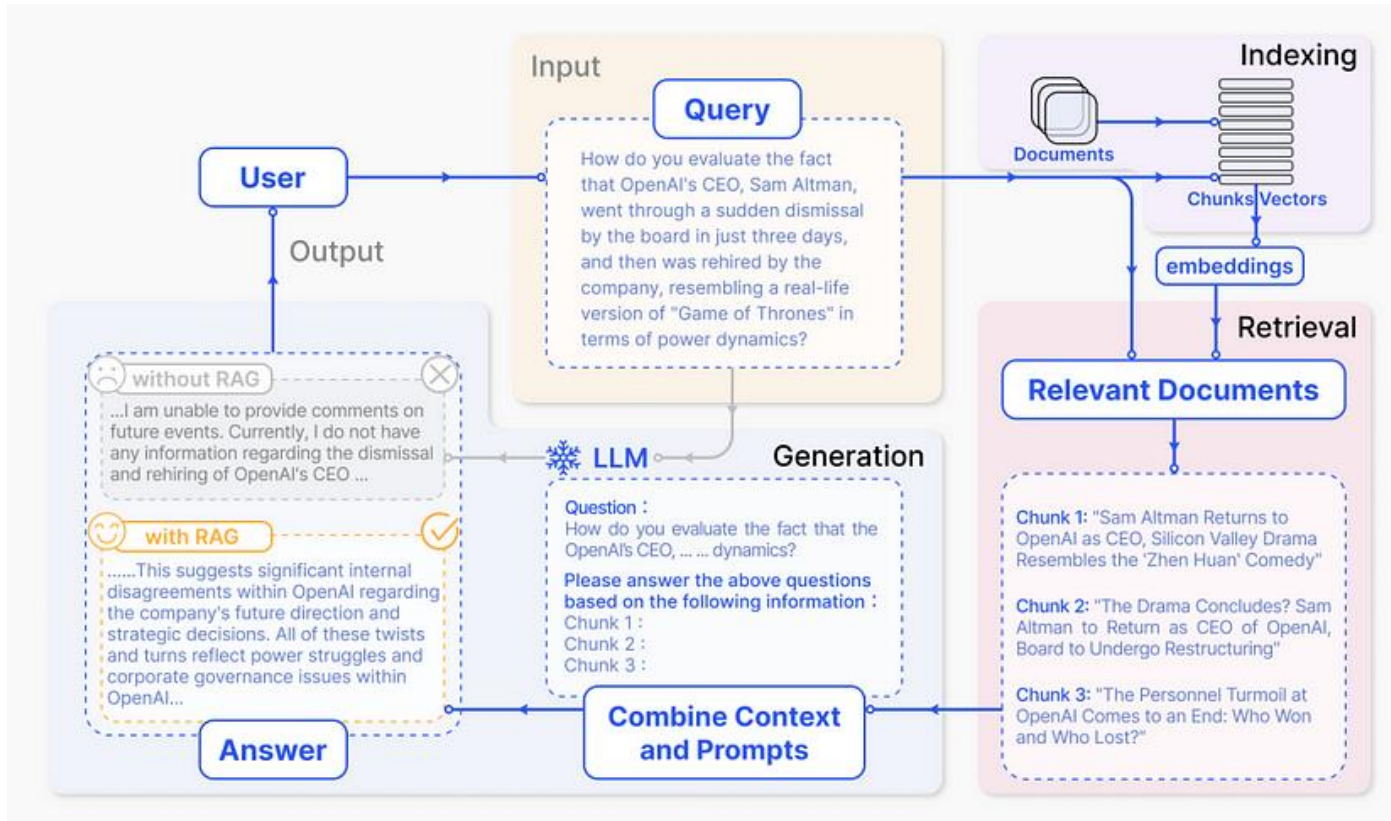 Input
Query
How do you evaluate the fact
that OpenAI's CEO, Sam Altman,
went through a sudden dismissal
by the board in just three days,
and then was rehired by the
company, resembling a real-life
version of "Game of Thrones" in
terms of power dynamics?
Indexing
Documents
Chunks Vectors
embeddings
User
Output
Retrieval
Relevant Documents
Chunk 1: "Sam Altman Returns to
OpenAI as CEO, Silicon Valley Drama
Resembles the 'Zhen Huan' Comedy"
Chunk 2: "The Drama Concludes? Sam
Altman to Return as CEO of OpenAI,
Board to Undergo Restructuring"
Chunk 3: "The Personnel Turmoil at
OpenAI Comes to an End: Who Won
and Who Lost?"
Generation
LLM
Question :
How do you evaluate the fact that the
OpenAI's CEO, ... ... dynamics?
Please answer the above questions
based on the following information :
Chunk 1 :
Chunk 2 :
Chunk 3 :
Combine Context
and Prompts
without RAG
...I am unable to provide comments on
future events. Currently, I do not have
any information regarding the dismissal
and rehiring of OpenAI's CEO ...
with RAG
......This suggests significant internal
disagreements within OpenAI regarding
the company's future direction and
strategic decisions. All of these twists
and turns reflect power struggles and
corporate governance issues within
OpenAI...
Answer